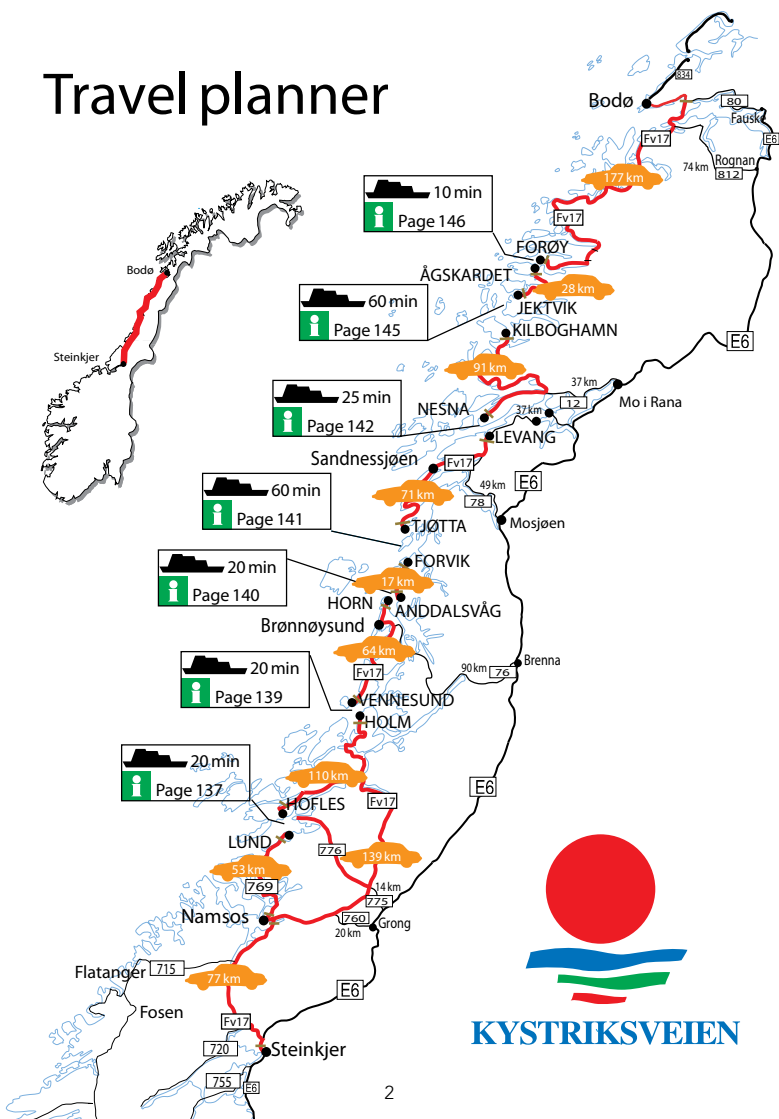 Travel planner
834
Bodø
80
Fauske
E6
Fv17
Rognan
74 km
812
177 km
10 min
i Page 146
Fv17
Bodø
FORØY
ÅGSKARDET
28 km
JEKTVIK
60 min
i Page 145
KILBOGHAMN
E6
Steinkjer
91 km
37 km
Mo i Rana
12
25 min
i Page 142
NESNA
37 km
LEVANG
Sandnessjøen
Fv17
49 km
E6
78
71 km
60 min
i Page 141
Mosjøen
TJØTTA
FORVIK
20 min
i Page 140
17 km
HORN
ANDDALSVÅG
Brønnøysund
64 km
Brenna
90 km
76
20 min
i Page 139
Fv17
VENNESUND
HOLM
20 min
i Page 137
110 km
E6
Fv17
HOFLES
LUND
776
139 km
53 km
769
14 km
775
Namsos
760
20 km
Grong
Flatanger
715
77 km
E6
Fosen
Fv17
720
Steinkjer
755
E6
KYSTRIKSVEIEN
2